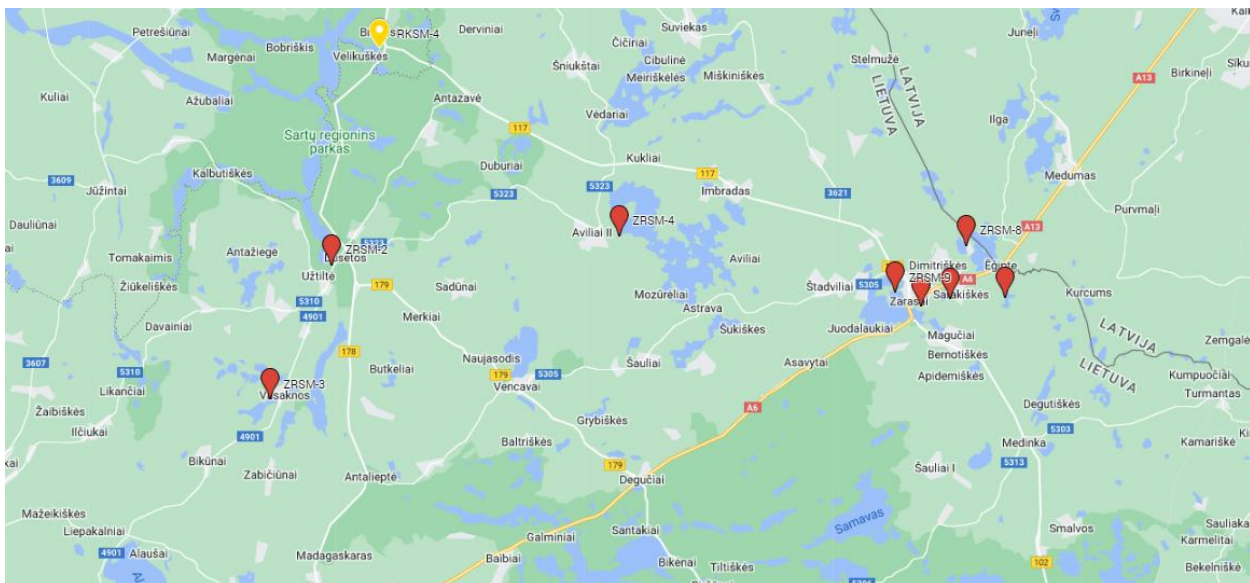 Petrešiūnai
RKSM-4
Derviniai
Suviekas
Juneļi
Bobriškis
Velikuškės
Čičiriai
Stelmužė
LATVIJA
LIETUVA
Birkineļi
Margėnai
Šniukštai
Cibulinė
Meiriškėlės
Miškiniškės
A13
Kuliai
Ažubaliai
Antazavė
Vėdariai
Ilga
Sartų regioninis
parkas
117
Kukliai
Duburiai
5323
117
Medumas
3609
Jūžintai
Kalbutiškės
5323
Imbradas
3621
Purvmaļi
Dauliūnai
Aviliai II
ZRSM-4
ZRSM-8
A13
Antažiegė
ZRSM-2
5323
Tomakaimis
Užtiltė
Aviliai
Dimitriškės
Ēģipte
Žiūkeliškės
179
Sadūnai
Štadviliai
5305
ZRSM-9
A6
5310
4901
Mozūrėliai
Zarasai
Salakiškės
Kurcums
Davainiai
Merkiai
Astrava
Šukiškės
Juodalaukiai
Magučiai
LATVIJA
LIETUVA
Zemgalė
178
Naujasodis
Bernotiškės
3607
5310
Butkeliai
179
5305
Šauliai
Asavytai
Apidemiškės
Kumpuočiai
Likančiai
ZRSM-3
Vencavai
Turmantas
Vasaknos
A6
Degutiškės
Žaibiškės
Grybiškės
5303
Ilčiukai
4901
Baltriškės
Medinka
Kamariškė
Bikūnai
179
5313
Zabičiūnai
Antalieptė
Degučiai
Šauliai I
Mažeikiškės
Samavas
Liepakalniai
Santakiai
Smalvos
Galminiai
4901
Alaušai
Madagaskaras
Baibiai
Bikėnai
Tiltiškės
102
Karmelitai
Bekelniškė